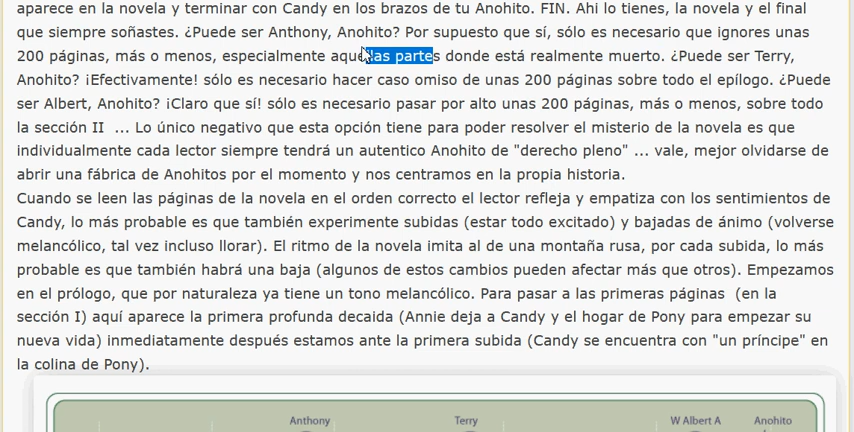 aparece en la novela y terminar con Candy en los brazos de tu Anohito. FIN. Ahi lo tienes, la novela y el final
que siempre soñastes. ¿Puede ser Anthony, Anohito? Por supuesto que sí, sólo es necesario que ignores unas
200 páginas, más o menos, especialmente aquellas partes donde está realmente muerto. ¿Puede ser Terry,
Anohito? ¡Efectivamente! sólo es necesario hacer caso omiso de unas 200 páginas sobre todo el epílogo. ¿Puede
ser Albert, Anohito? ¡Claro que sí! sólo es necesario pasar por alto unas 200 páginas, más o menos, sobre todo
la sección II ... Lo único negativo que esta opción tiene para poder resolver el misterio de la novela es que
individualmente cada lector siempre tendrá un autentico Anohito de "derecho pleno" ... vale, mejor olvidarse de
abrir una fábrica de Anohitos por el momento y nos centramos en la propia historia.
Cuando se leen las páginas de la novela en el orden correcto el lector refleja y empatiza con los sentimientos de
Candy, lo más probable es que también experimente subidas (estar todo excitado) y bajadas de ánimo (volverse
melancólico, tal vez incluso llorar). El ritmo de la novela imita al de una montaña rusa, por cada subida, lo más
probable es que también habrá una baja (algunos de estos cambios pueden afectar más que otros). Empezamos
en el prólogo, que por naturaleza ya tiene un tono melancólico. Para pasar a las primeras páginas (en la
sección I) aquí aparece la primera profunda decaida (Annie deja a Candy y el hogar de Pony para empezar su
nueva vida) inmediatamente después estamos ante la primera subida (Candy se encuentra con "un príncipe" en
la colina de Pony).
Anthony Terry W Albert A Anohito